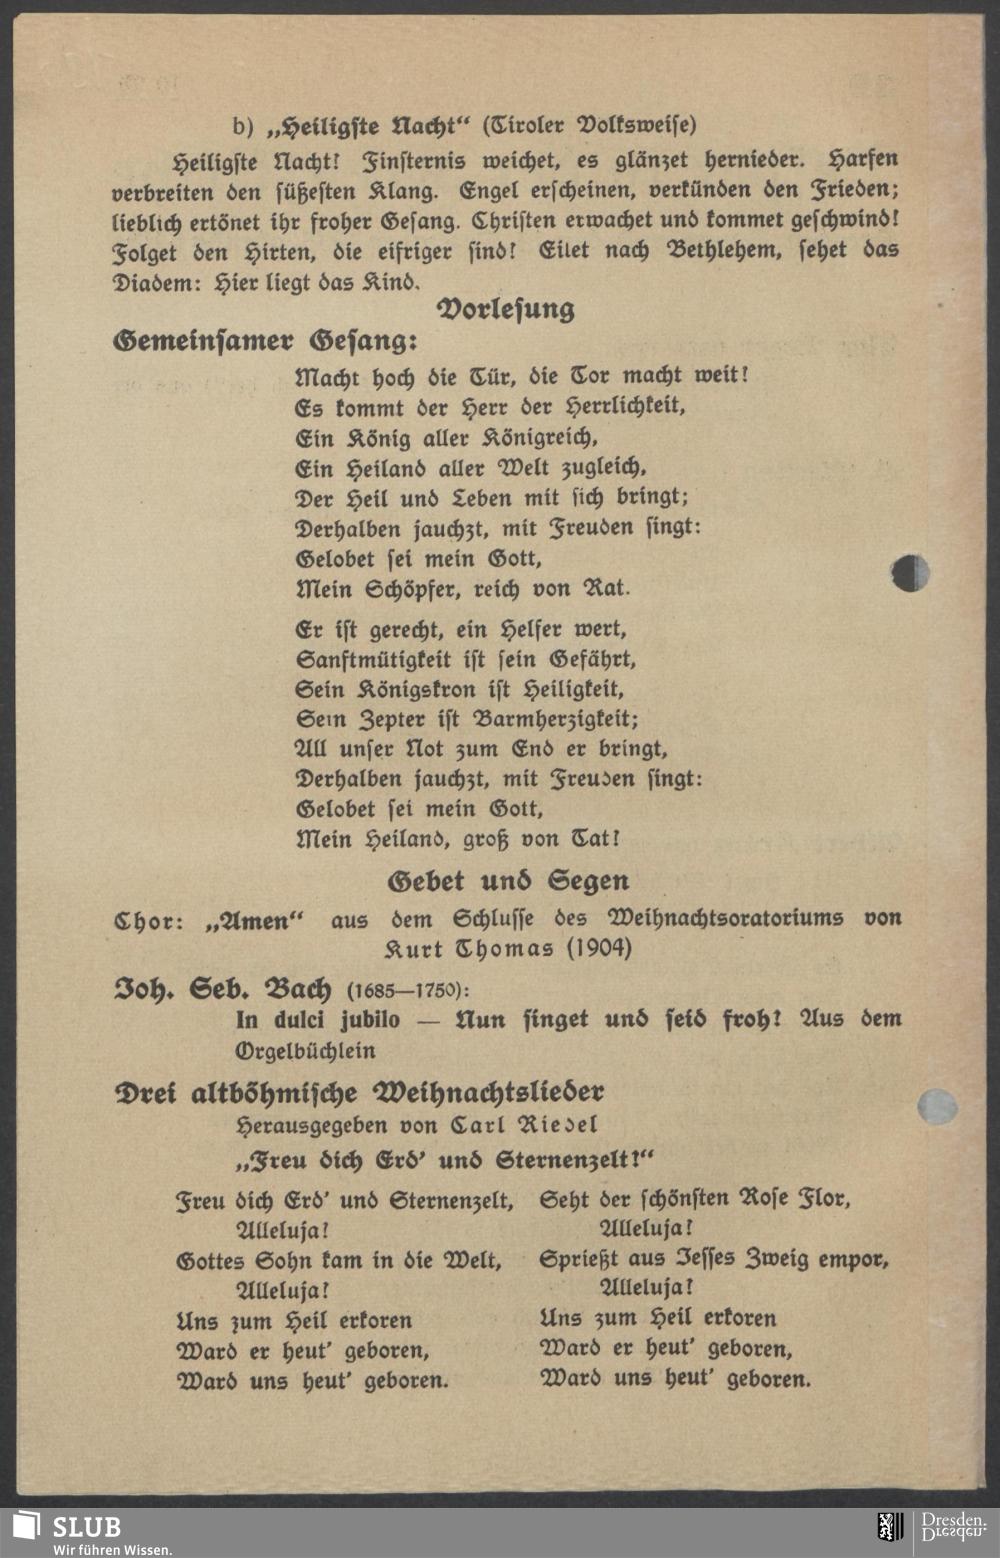 b) „Heiligste Nacht“ (Tiroler Volksweise)
Heiligste Nacht! Finsternis weichet, es glänzet hernieder. Harfen
verbreiten den süßesten Klang. Engel erscheinen, verkünden den Frieden;
lieblich ertönet ihr froher Gesang. Christen erwachet und kommet geschwind!
Folget den Hirten, die eifriger sind! Eilet nach Bethlehem, sehet das
Diadem: Hier liegt das Kind.
Vorlesung
Gemeinsamer Gesang:
Macht hoch die Tür, die Tor macht weit!
Es kommt der Herr der Herrlichkeit,
Ein König aller Königreich,
Ein Heiland aller Welt zugleich,
Der Heil und Leben mit sich bringt;
Derhalben jauchzt, mit Freuden singt:
Gelobet sei mein Gott,
Mein Schöpfer, reich von Rat.
Er ist gerecht, ein Helfer wert,
Sanftmütigkeit ist sein Gefährt,
Sein Königskron ist Heiligkeit,
Sein Zepter ist Barmherzigkeit;
All unser Not zum End er bringt,
Derhalben jauchzt, mit Freuden singt:
Gelobet sei mein Gott,
Mein Heiland, groß von Tat!
Gebet und Segen
Chor: „Amen“ aus dem Schlusse des Weihnachtsoratoriums von
Kurt Thomas (1904)
Joh. Seb. Bach (1685—1750):
In dulci jubilo — Nun singet und seid froh! Aus dem
Orgelbüchlein
Drei altböhmische Weihnachtslieder
Herausgegeben von Carl Riedel
„Freu dich Erd' und Sternenzelt!“
Freu dich Erd' und Sternenzelt,
Alleluja!
Gottes Sohn kam in die Welt,
Alleluja!
Uns zum Heil erkoren
Ward er heut' geboren,
Ward uns heut' geboren.
Seht der schönsten Rose Flor,
Alleluja!
Sprießt aus Jesses Zweig empor,
Alleluja!
Uns zum Heil erkoren
Ward er heut' geboren,
Ward uns heut' geboren.
SLUB
Wir führen Wissen.
Dresden.
Dresden.